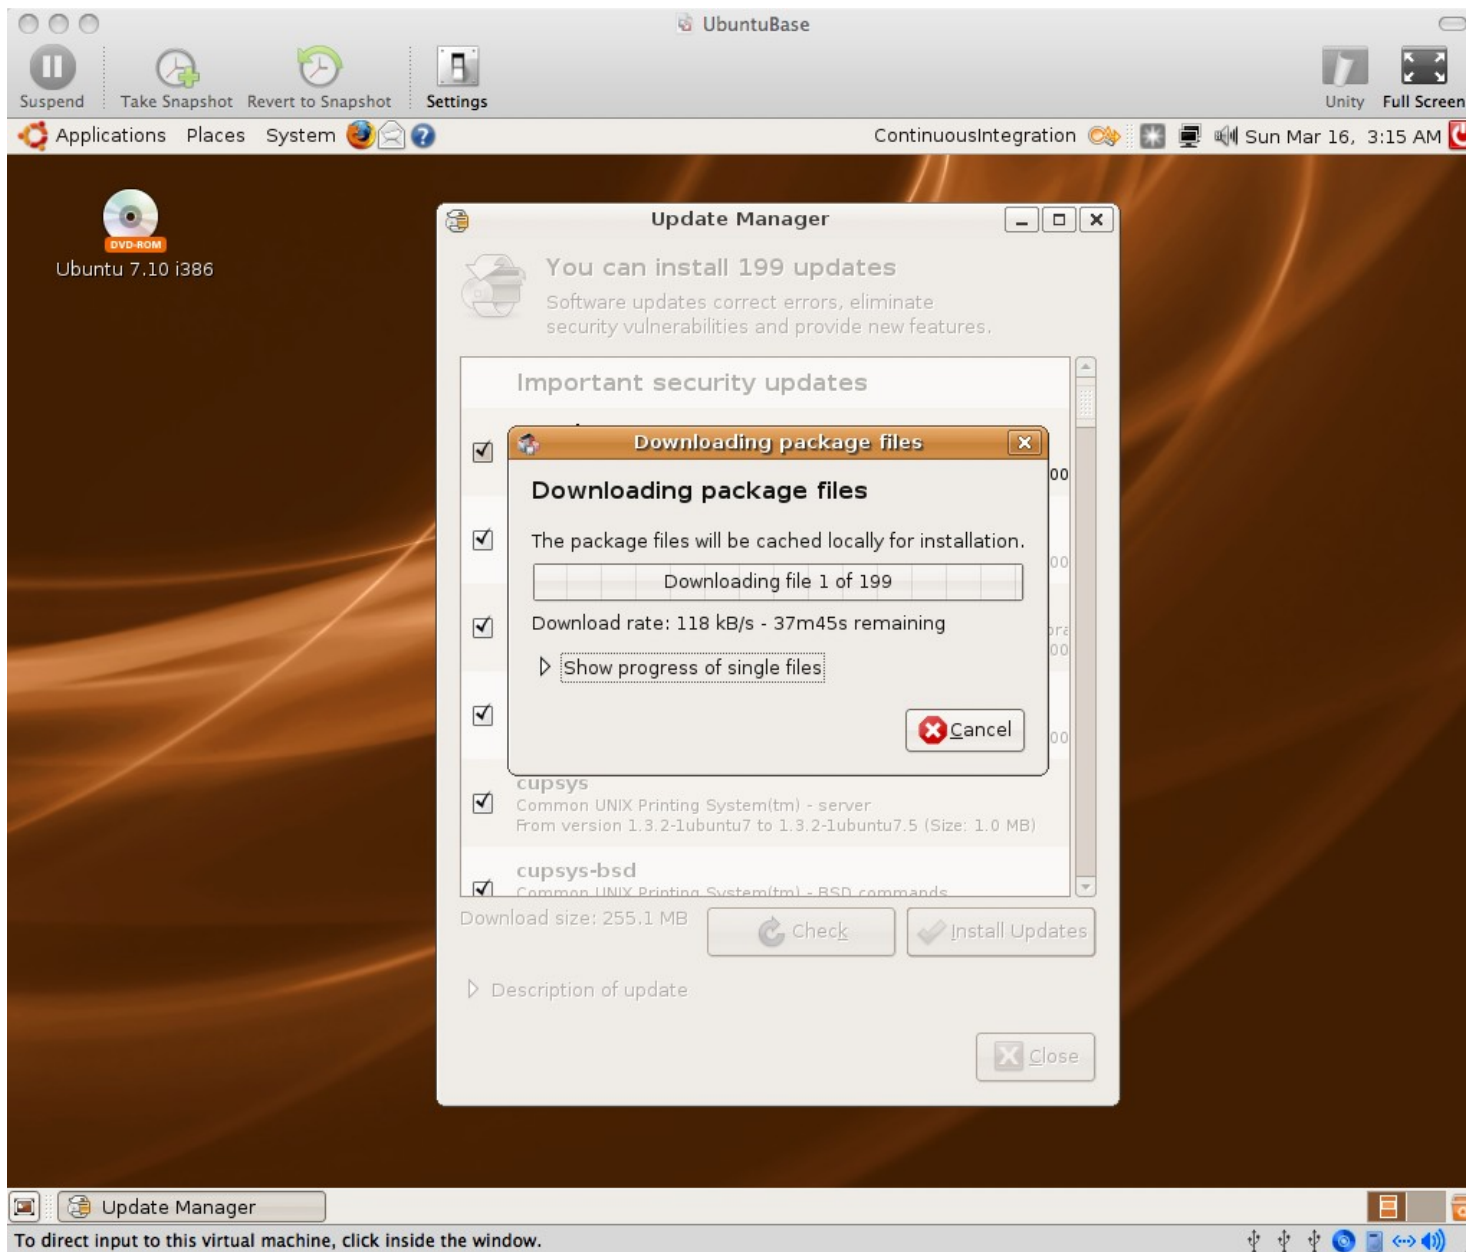 UbuntuBase
Suspend Take Snapshot Revert to Snapshot Settings Unity Full Screen
Applications Places System ContinuousIntegration Sun Mar 16, 3:15 AM
DVD-ROM
Ubuntu 7.10 i386
Update Manager
You can install 199 updates
Software updates correct errors, eliminate
security vulnerabilities and provide new features.
Important security updates
Downloading package files
Downloading package files
The package files will be cached locally for installation.
Downloading file 1 of 199
Download rate: 118 kB/s - 37m45s remaining
Show progress of single files
Cancel
cupsys
Common UNIX Printing System(tm) - server
From version 1.3.2-1ubuntu7 to 1.3.2-1ubuntu7.5 (Size: 1.0 MB)
cupsys-bsd
Common UNIX Printing System(tm) - BSD commands
Download size: 255.1 MB
Check Install Updates
Description of update
Close
Update Manager
To direct input to this virtual machine, click inside the window.